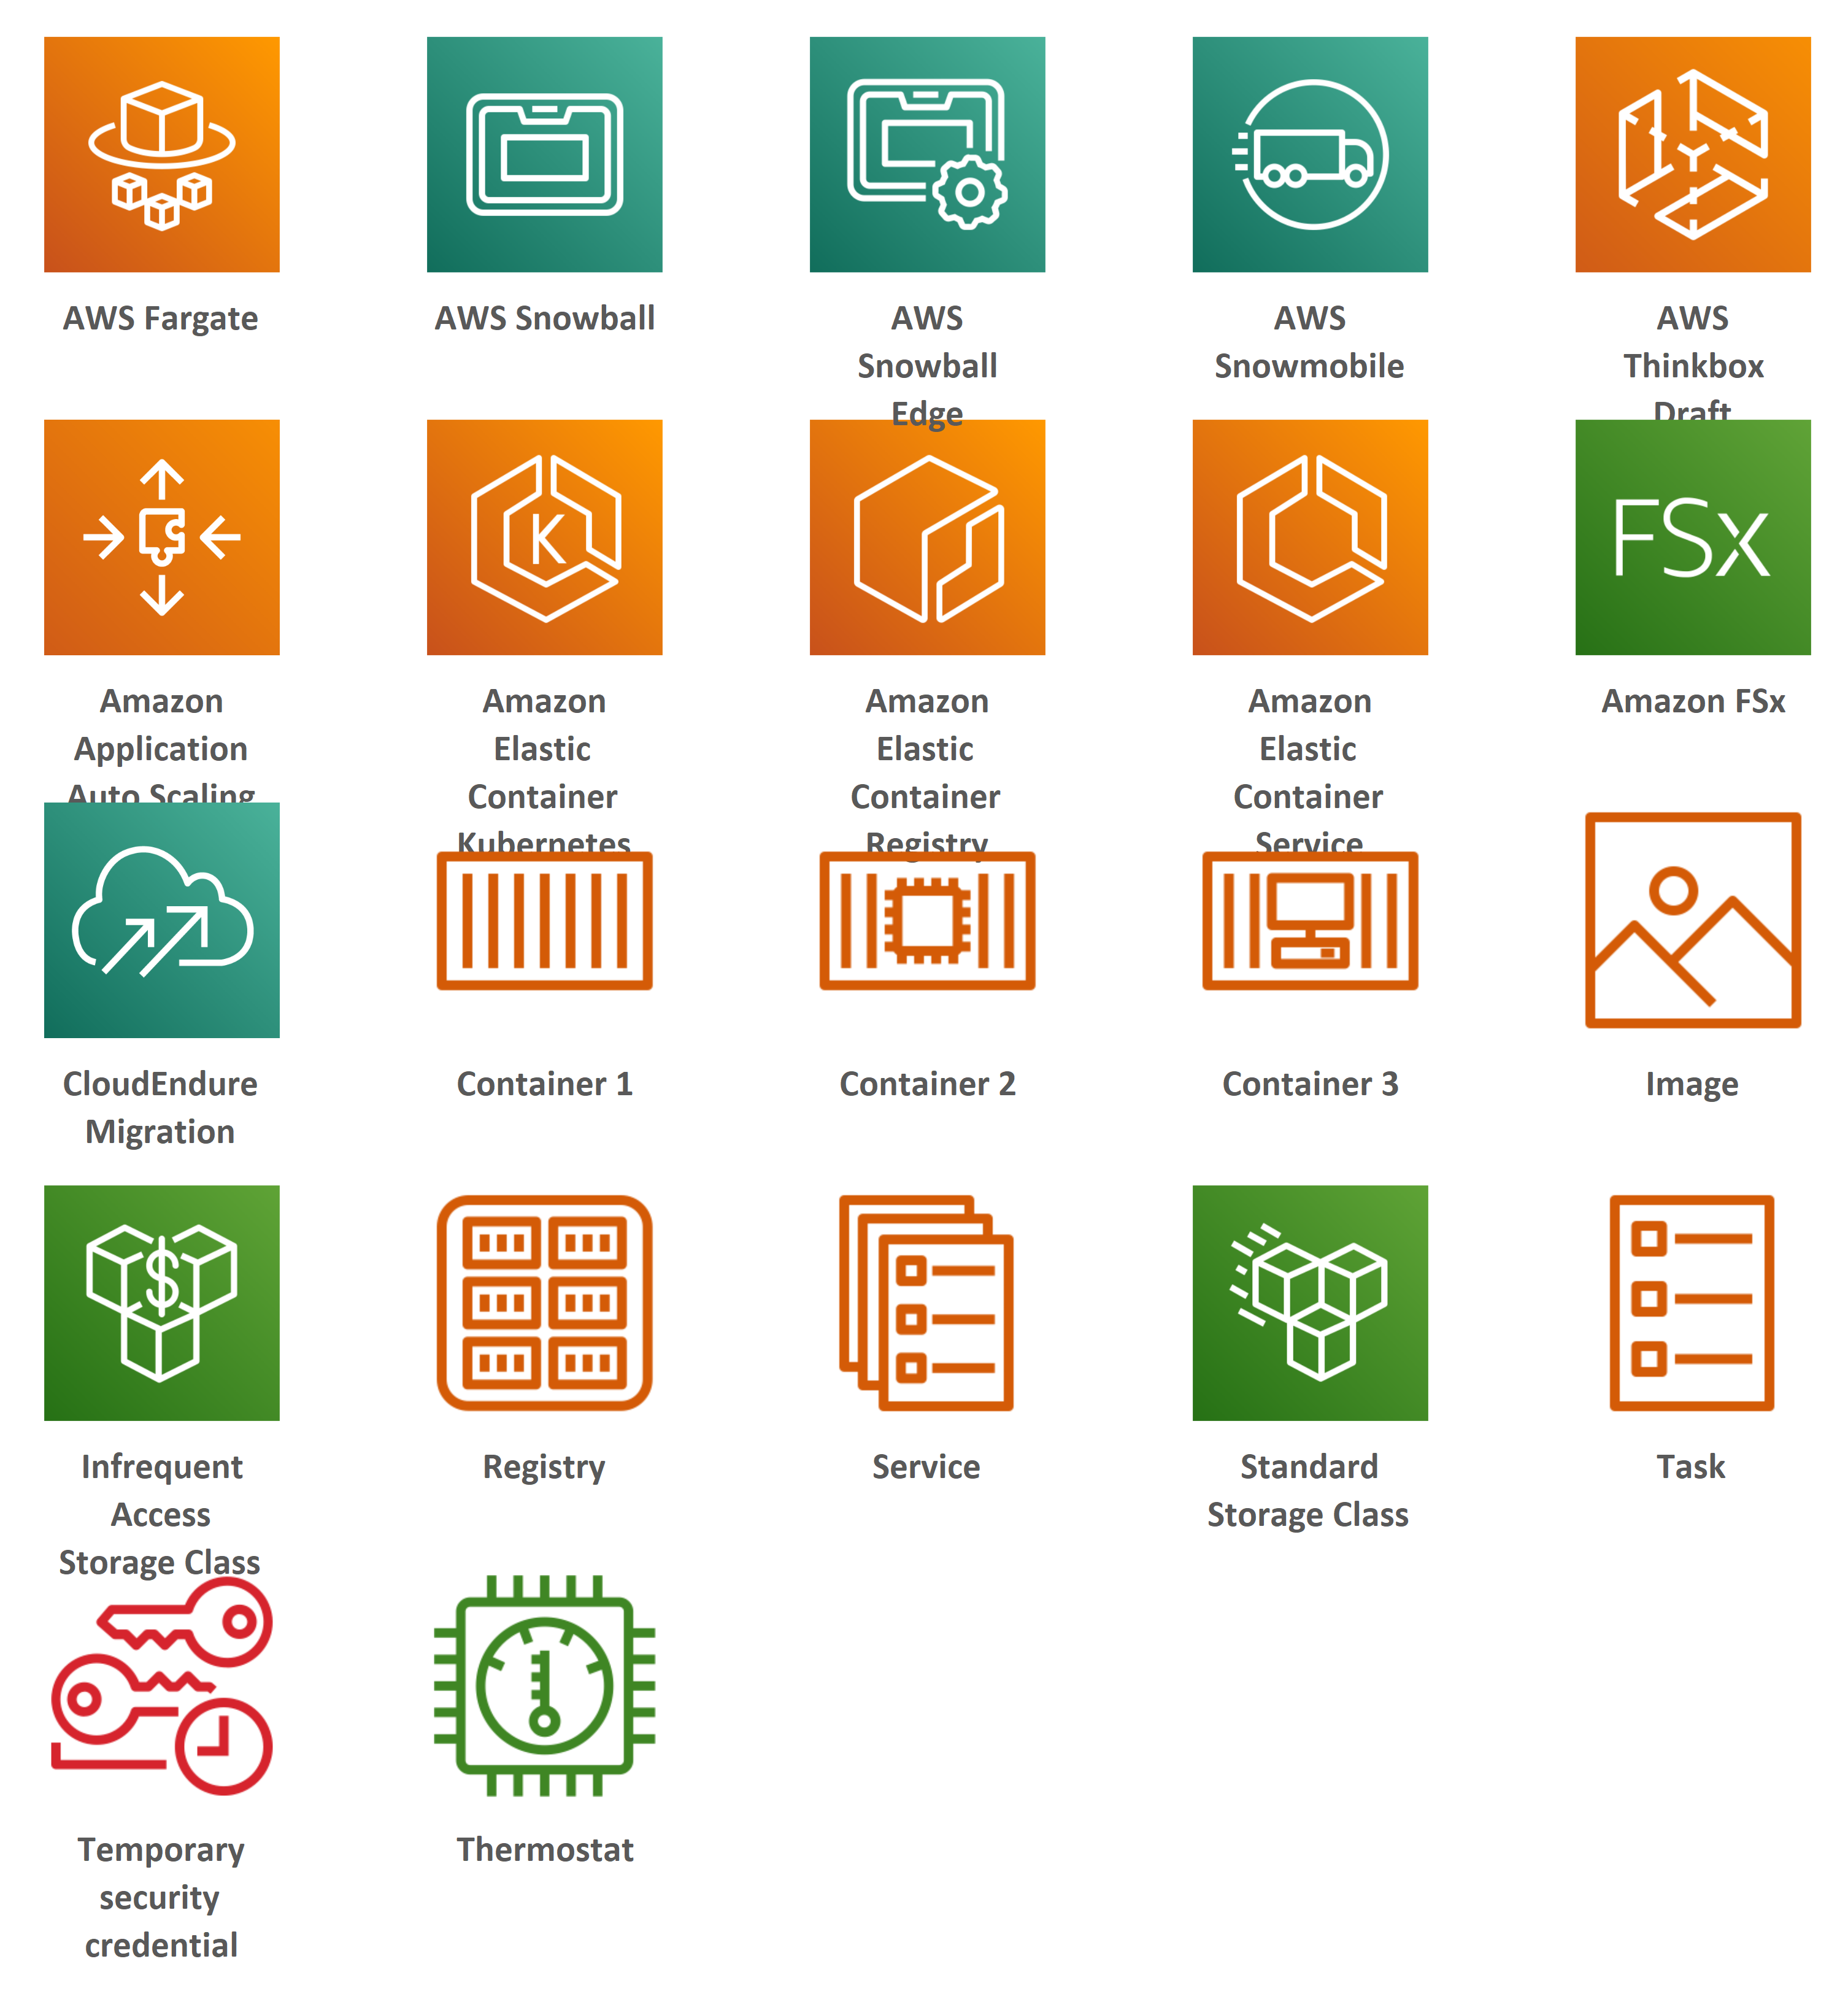 AWS Fargate
AWS Snowball
AWS
Snowball
Edge
AWS
Snowmobile
AWS
Thinkbox
Draft
K
FSx
Amazon
Application
Auto Scaling
Amazon
Elastic
Container
Kubernetes
Amazon
Elastic
Container
Registry
Amazon
Elastic
Container
Service
Amazon FSx
CloudEndure
Migration
Container 1
Container 2
Container 3
Image
$
Infrequent
Access
Storage Class
Registry
Service
Standard
Storage Class
Task
Temporary
security
credential
Thermostat